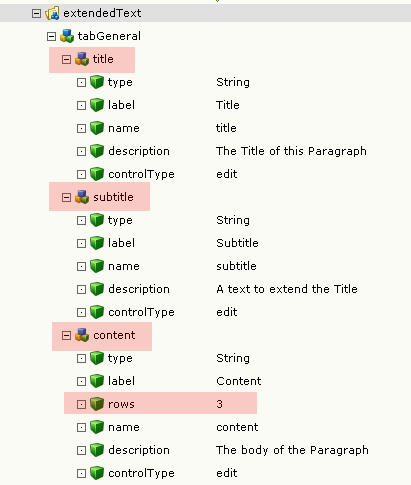 extendedText
tabGeneral
title
type String
label Title
name title
description The Title of this Paragraph
controlType edit
subtitle
type String
label Subtitle
name subtitle
description A text to extend the Title
controlType edit
content
type String
label Content
rows 3
name content
description The body of the Paragraph
controlType edit